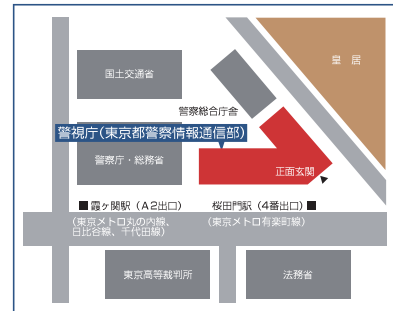 国土交通省
皇 居
警察総合庁舎
警視庁(東京都警察情報通信部)
警察庁・総務省
正面玄関
■霞ヶ関駅（A2出口）
(東京メトロ丸の内線、
日比谷線、千代田線)
桜田門駅（4番出口）■
(東京メトロ有楽町線)
東京高等裁判所
法務省